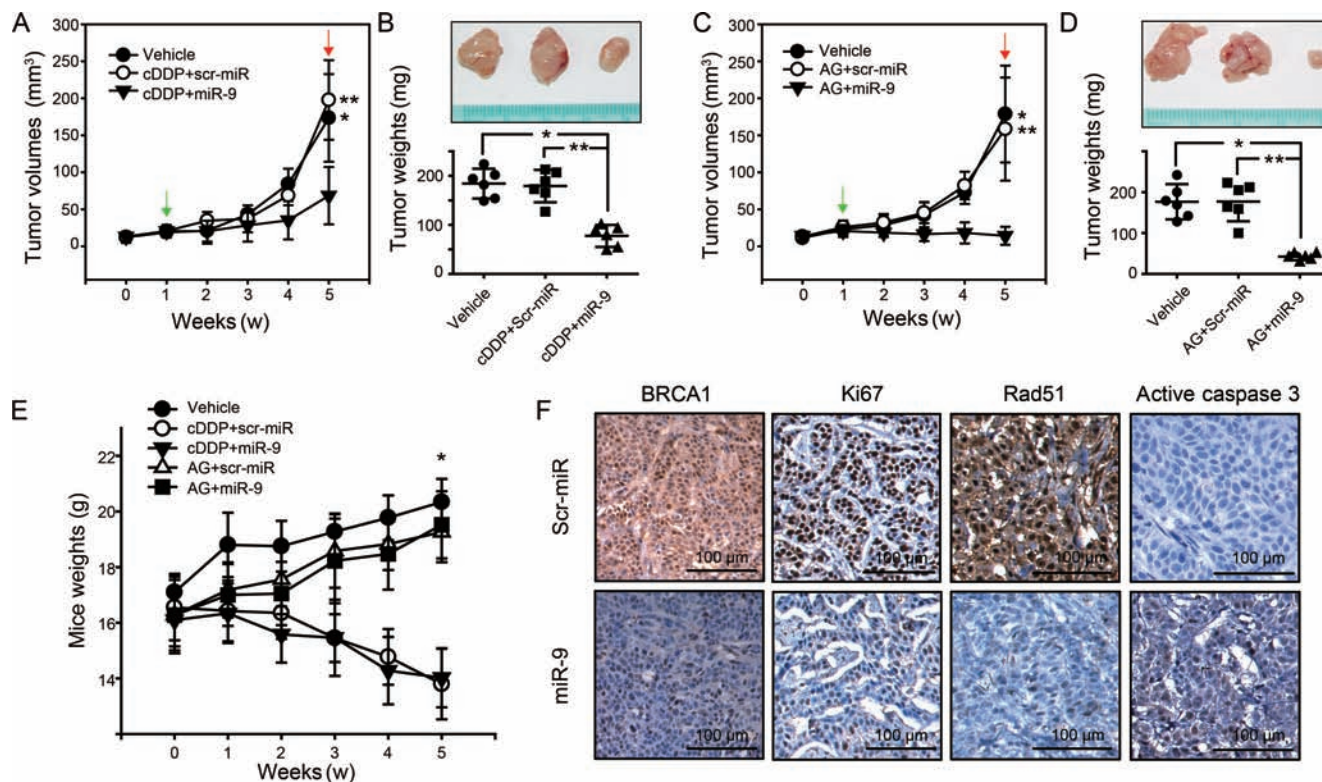 A
Tumor volumes (mm³)
300
250
200
150
100
50
0
Vehicle
cDDP+scr-miR
cDDP+miR-9
**
*
0 1 2 3 4 5
Weeks (w)
B
Tumor weights (mg)
*
**
200
100
200
Vehicle
cDDP+Scr-miR
cDDP+miR-9
C
Tumor volumes (mm³)
300
250
200
150
100
50
0
Vehicle
AG+scr-miR
AG+miR-9
*
**
0 1 2 3 4 5
Weeks (w)
D
Tumor weights (mg)
*
**
200
100
200
Vehicle
AG+Scr-miR
AG+miR-9
E
Mice weights (g)
22
20
18
16
14
12
Vehicle
cDDP+scr-miR
cDDP+miR-9
AG+scr-miR
AG+miR-9
*
0 1 2 3 4 5
Weeks (w)
F
BRCA1 Ki67 Rad51 Active caspase 3
Scr-miR
100 µm 100 µm 100 µm 100 µm
miR-9
100 µm 100 µm 100 µm 100 µm